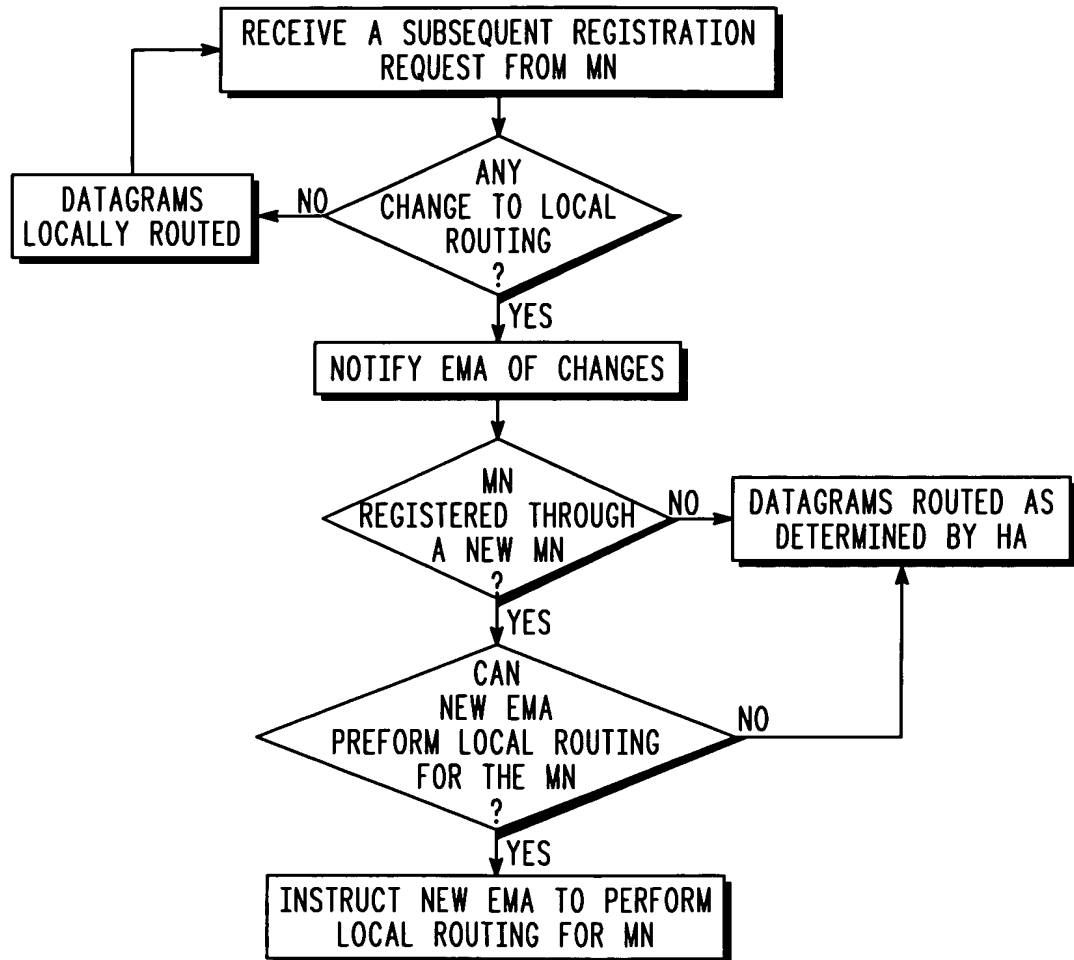 RECEIVE A SUBSEQUENT REGISTRATION
REQUEST FROM MN
ANY
CHANGE TO LOCAL
ROUTING
?
NO
DATAGRAMS
LOCALLY ROUTED
YES
NOTIFY EMA OF CHANGES
MN
REGISTERED THROUGH
A NEW MN
?
NO
DATAGRAMS ROUTED AS
DETERMINED BY HA
YES
CAN
NEW EMA
PREFORM LOCAL ROUTING
FOR THE MN
?
NO
YES
INSTRUCT NEW EMA TO PERFORM
LOCAL ROUTING FOR MN